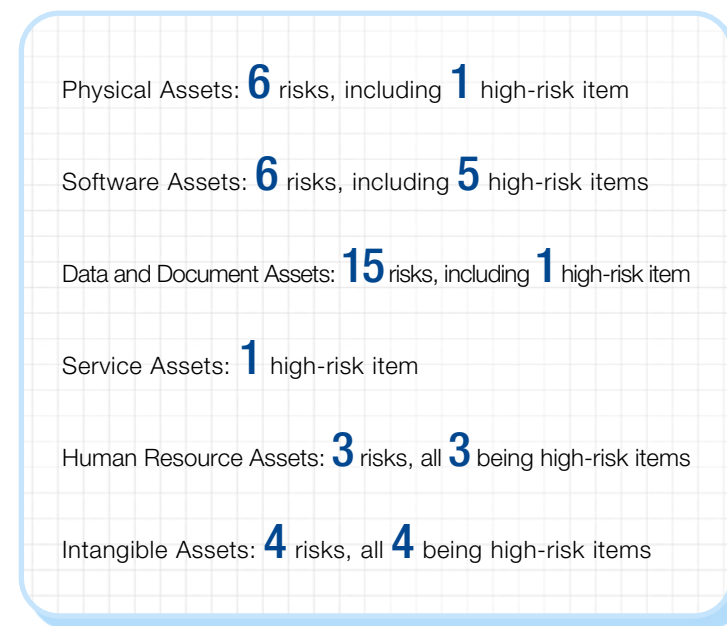 Physical Assets: 6 risks, including 1 high-risk item
Software Assets: 6 risks, including 5 high-risk items
Data and Document Assets: 15 risks, including 1 high-risk item
Service Assets: 1 high-risk item
Human Resource Assets: 3 risks, all 3 being high-risk items
Intangible Assets: 4 risks, all 4 being high-risk items